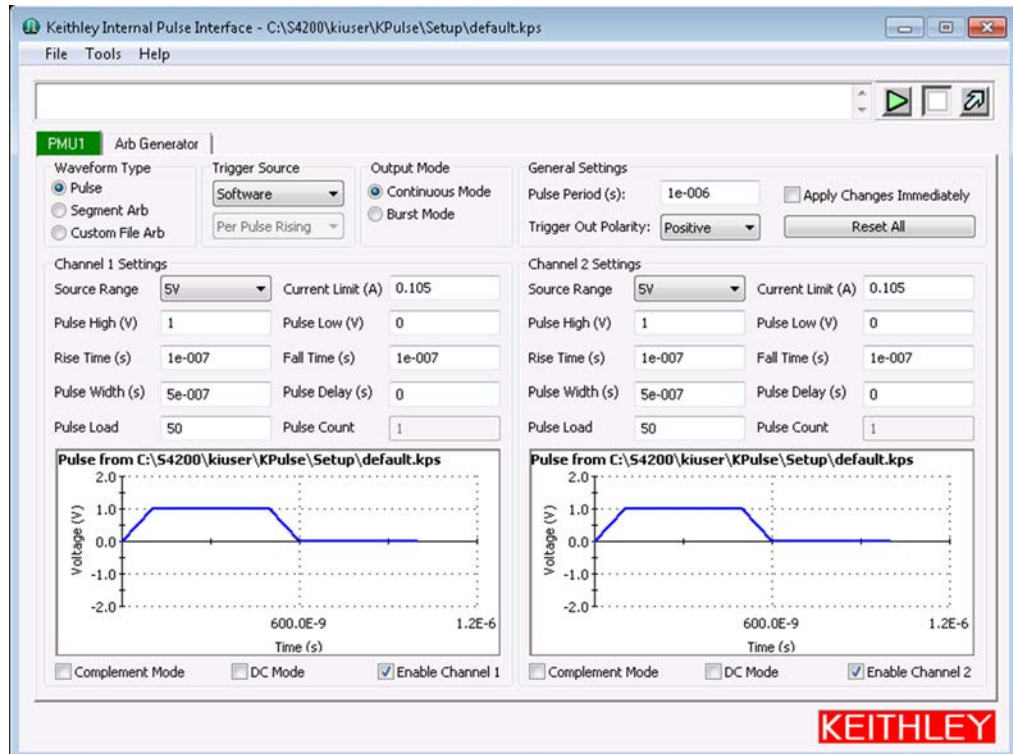 Keithley Internal Pulse Interface - C:\S4200\kiuser\KPulse\Setup\default.kps
File Tools Help
PMU1 Arb Generator
Waveform Type
Pulse
Segment Arb
Custom File Arb
Trigger Source
Software
Per Pulse Rising
Output Mode
Continuous Mode
Burst Mode
General Settings
Pulse Period (s): 1e-006 Apply Changes Immediately
Trigger Out Polarity: Positive Reset All
Channel 1 Settings
Source Range 5V Current Limit (A) 0.105
Pulse High (V) 1 Pulse Low (V) 0
Rise Time (s) 1e-007 Fall Time (s) 1e-007
Pulse Width (s) 5e-007 Pulse Delay (s) 0
Pulse Load 50 Pulse Count 1
Pulse from C:\S4200\kiuser\KPulse\Setup\default.kps
2.0
1.0
0.0
-1.0
-2.0
Voltage (V)
600.0E-9 1.2E-6
Time (s)
Complement Mode DC Mode Enable Channel 1
Channel 2 Settings
Source Range 5V Current Limit (A) 0.105
Pulse High (V) 1 Pulse Low (V) 0
Rise Time (s) 1e-007 Fall Time (s) 1e-007
Pulse Width (s) 5e-007 Pulse Delay (s) 0
Pulse Load 50 Pulse Count 1
Pulse from C:\S4200\kiuser\KPulse\Setup\default.kps
2.0
1.0
0.0
-1.0
-2.0
Voltage (V)
600.0E-9 1.2E-6
Time (s)
Complement Mode DC Mode Enable Channel 2
KEITHLEY